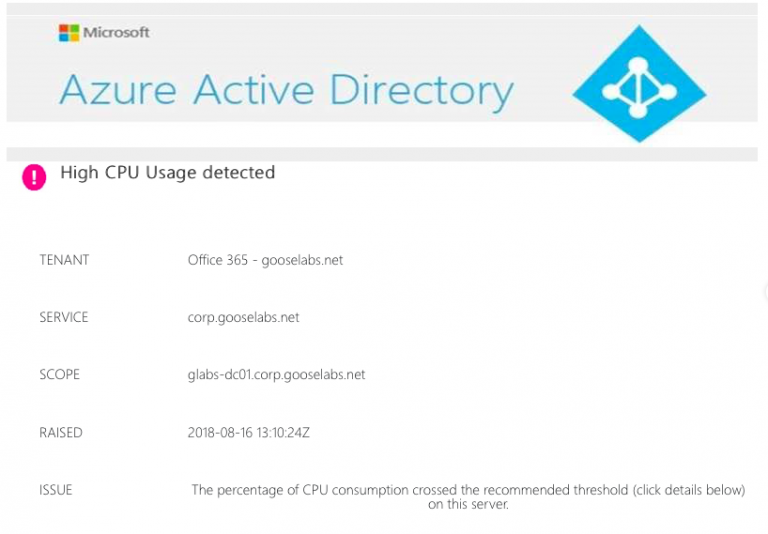 Microsoft
Azure Active Directory
! High CPU Usage detected
TENANT Office 365 - gooselabs.net
SERVICE corp.gooselabs.net
SCOPE glabs-dc01.corp.gooselabs.net
RAISED 2018-08-16 13:10:24Z
ISSUE The percentage of CPU consumption crossed the recommended threshold (click details below)
on this server.